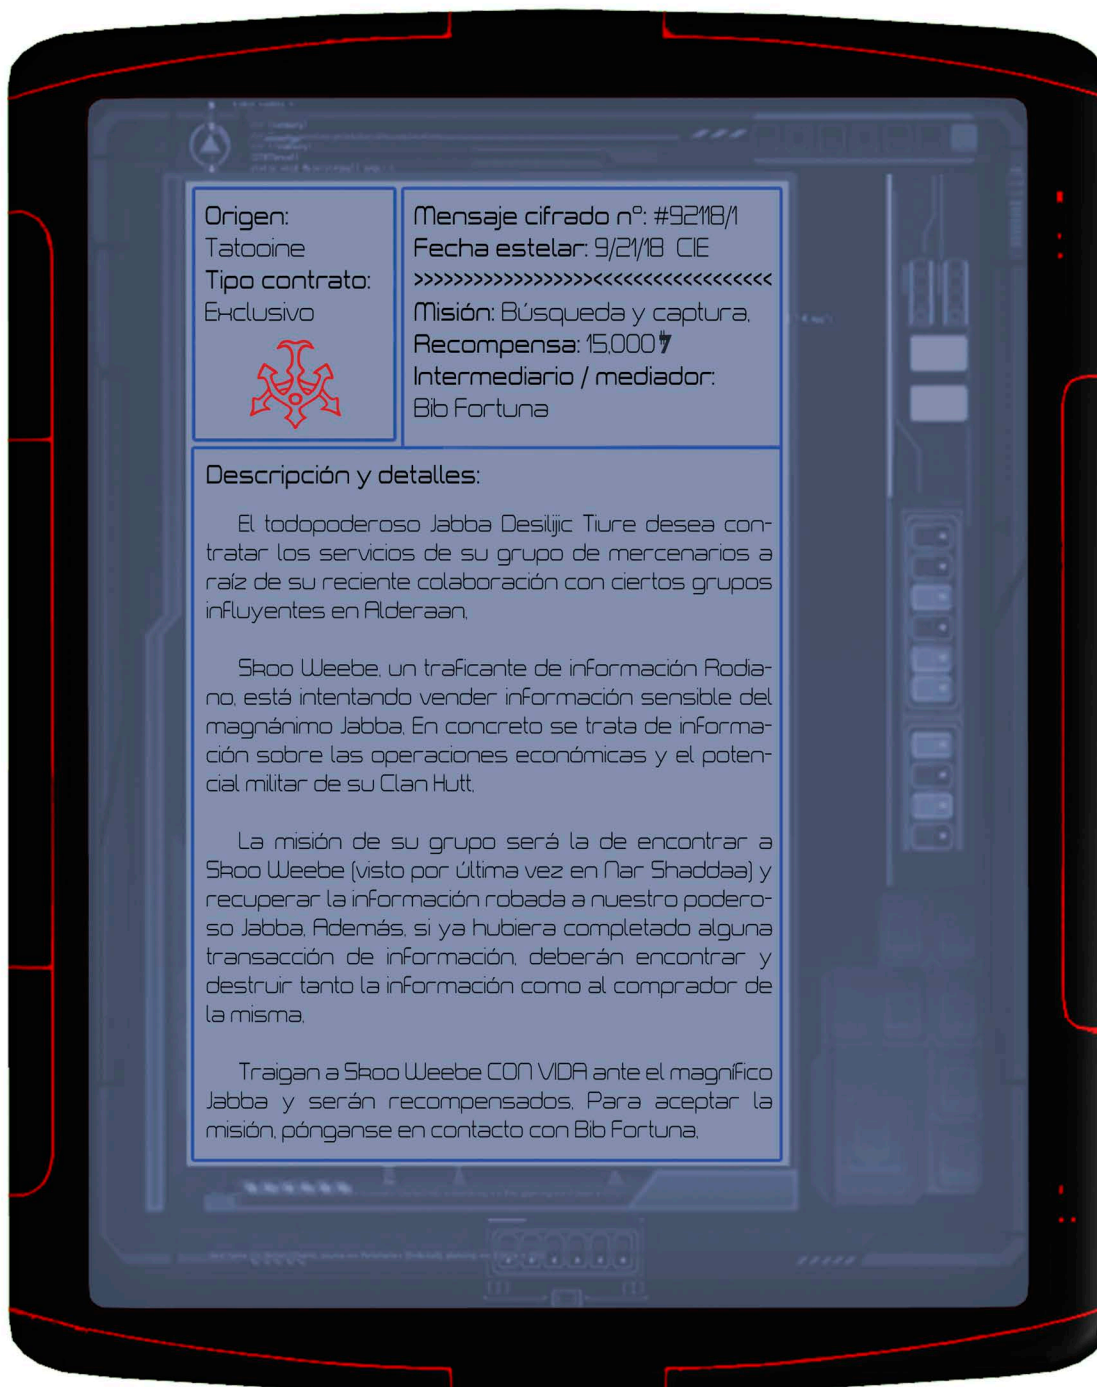 Origen:
Tatooine
Tipo contrato:
Exclusivo
Mensaje cifrado nº: #92118/1
Fecha estelar: 9/21/18 CIE
>>>>>>>>>>>>>>>>>><<<<<<<<<<<<<<<<<<
Misión: Búsqueda y captura.
Recompensa: 15.000
Intermediario / mediador:
Bib Fortuna
Descripción y detalles:
El todopoderoso Jabba Desilijic Tiure desea con-
tratar los servicios de su grupo de mercenarios a
raíz de su reciente colaboración con ciertos grupos
influyentes en Alderaan.
Skoo Weebe, un traficante de información Rodia-
no, está intentando vender información sensible del
magnánimo Jabba. En concreto se trata de informa-
ción sobre las operaciones económicas y el poten-
cial militar de su Clan Hutt.
La misión de su grupo será la de encontrar a
Skoo Weebe (visto por última vez en Nar Shaddaa) y
recuperar la información robada a nuestro podero-
so Jabba. Además, si ya hubiera completado alguna
transacción de información, deberán encontrar y
destruir tanto la información como al comprador de
la misma.
Traigan a Skoo Weebe CON VIDA ante el magnífico
Jabba y serán recompensados. Para aceptar la
misión, pónganse en contacto con Bib Fortuna.